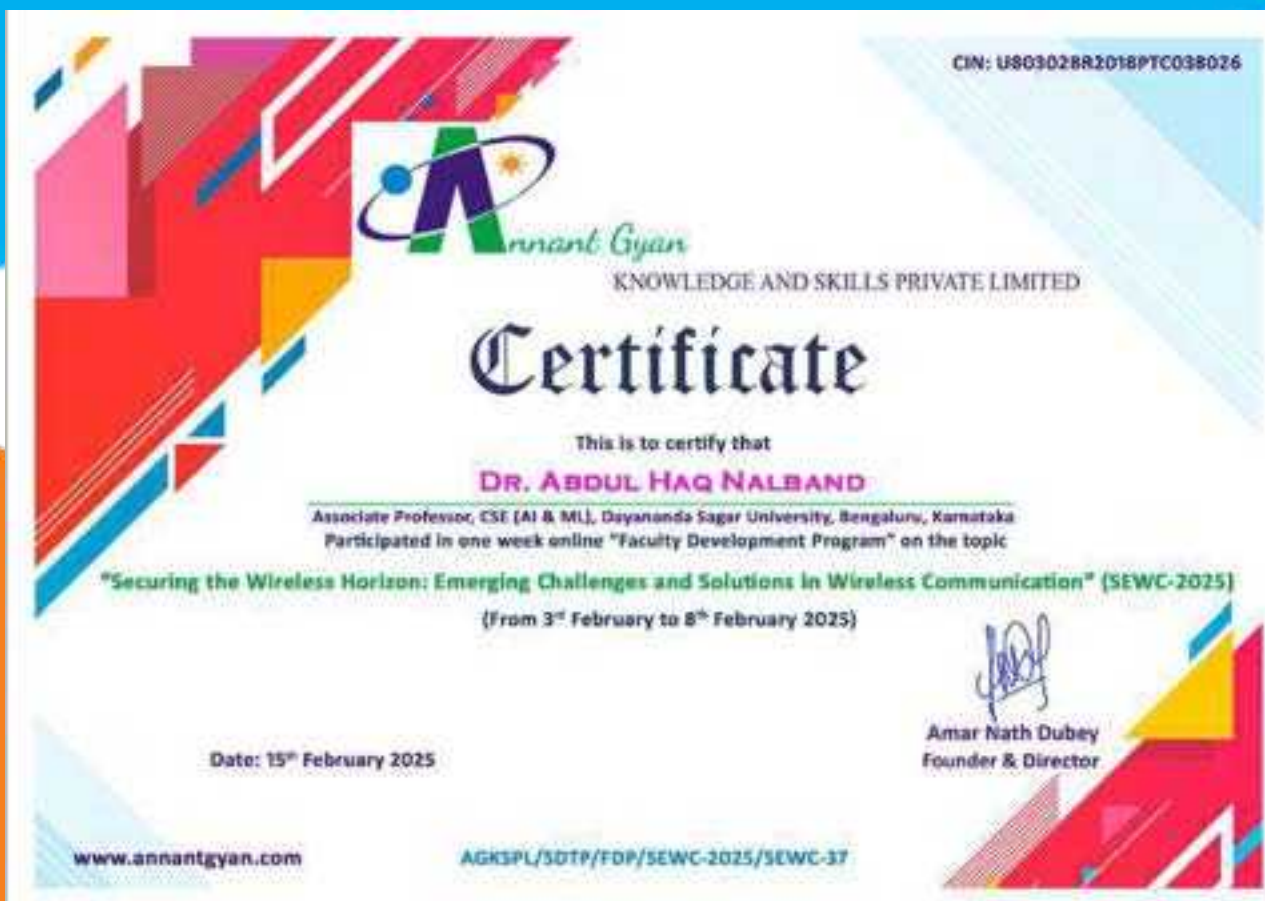 CIN: U80302BR2018PTC038026
Annant Gyan
KNOWLEDGE AND SKILLS PRIVATE LIMITED
Certificate
This is to certify that
DR. ABDUL HAQ NALBAND
Associate Professor, CSE (AI & ML), Dayananda Sagar University, Bengaluru, Karnataka
Participated in one week online "Faculty Development Program" on the topic
"Securing the Wireless Horizon: Emerging Challenges and Solutions in Wireless Communication" (SEWC-2025)
(From 3rd February to 8th February 2025)
Amar Nath Dubey
Founder & Director
Date: 15th February 2025
www.annantgyan.com
AGKSPL/SDTP/FDP/SEWC-2025/SEWC-37